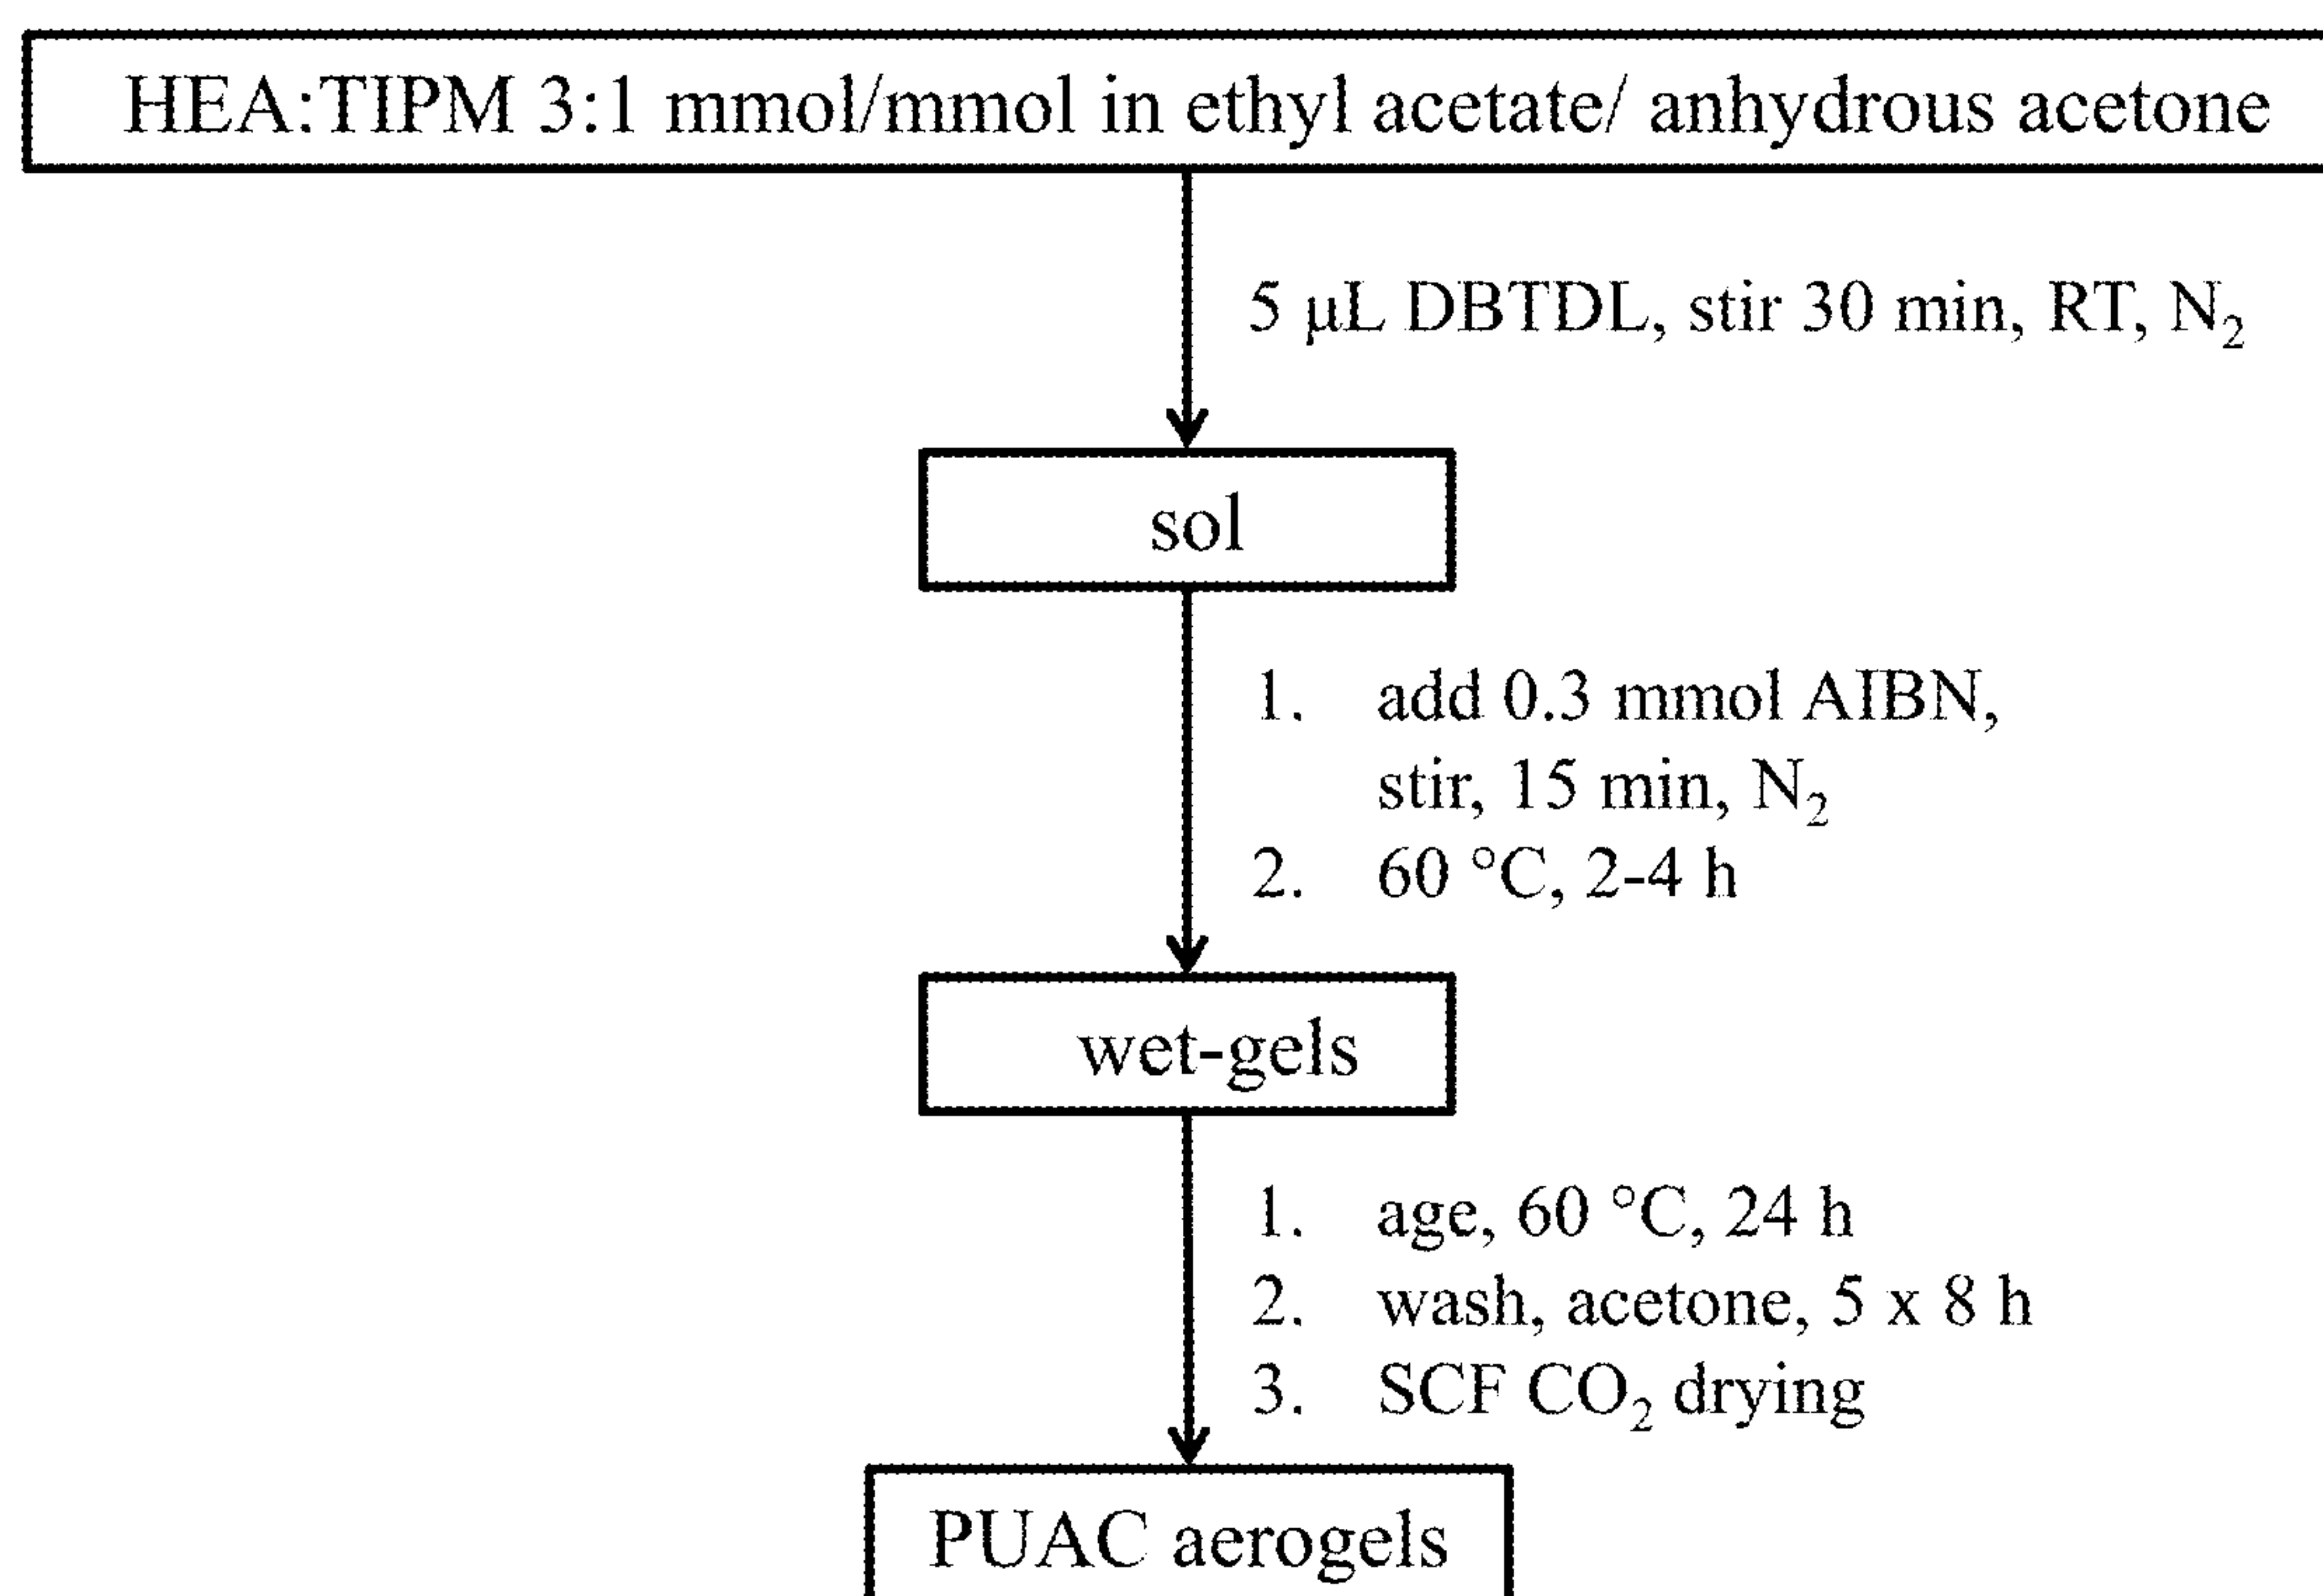 HEA:TIPM 3:1 mmol/mmol in ethyl acetate/ anhydrous acetone
5 μL DBTDL, stir 30 min, RT, N₂
sol
1. add 0.3 mmol AIBN,
stir, 15 min, N₂
2. 60 °C, 2-4 h
wet-gels
1. age, 60 °C, 24 h
2. wash, acetone, 5 x 8 h
3. SCF CO₂ drying
PUAC aerogels